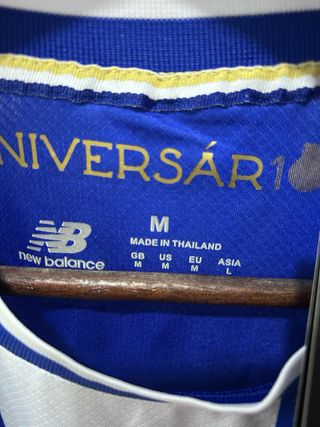 NIVERSÁR1
M
MADE IN THAILAND
GB US EU ASIA
M M M L
new balance